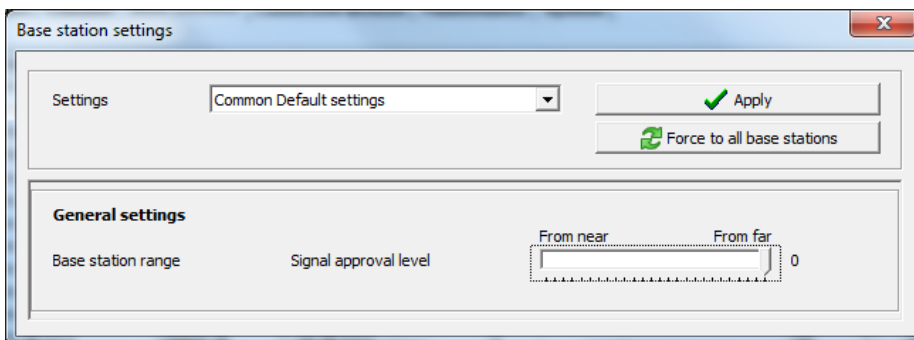 Base station settings
Settings Common Default settings Apply
Force to all base stations
General settings
From near From far
Base station range Signal approval level 0